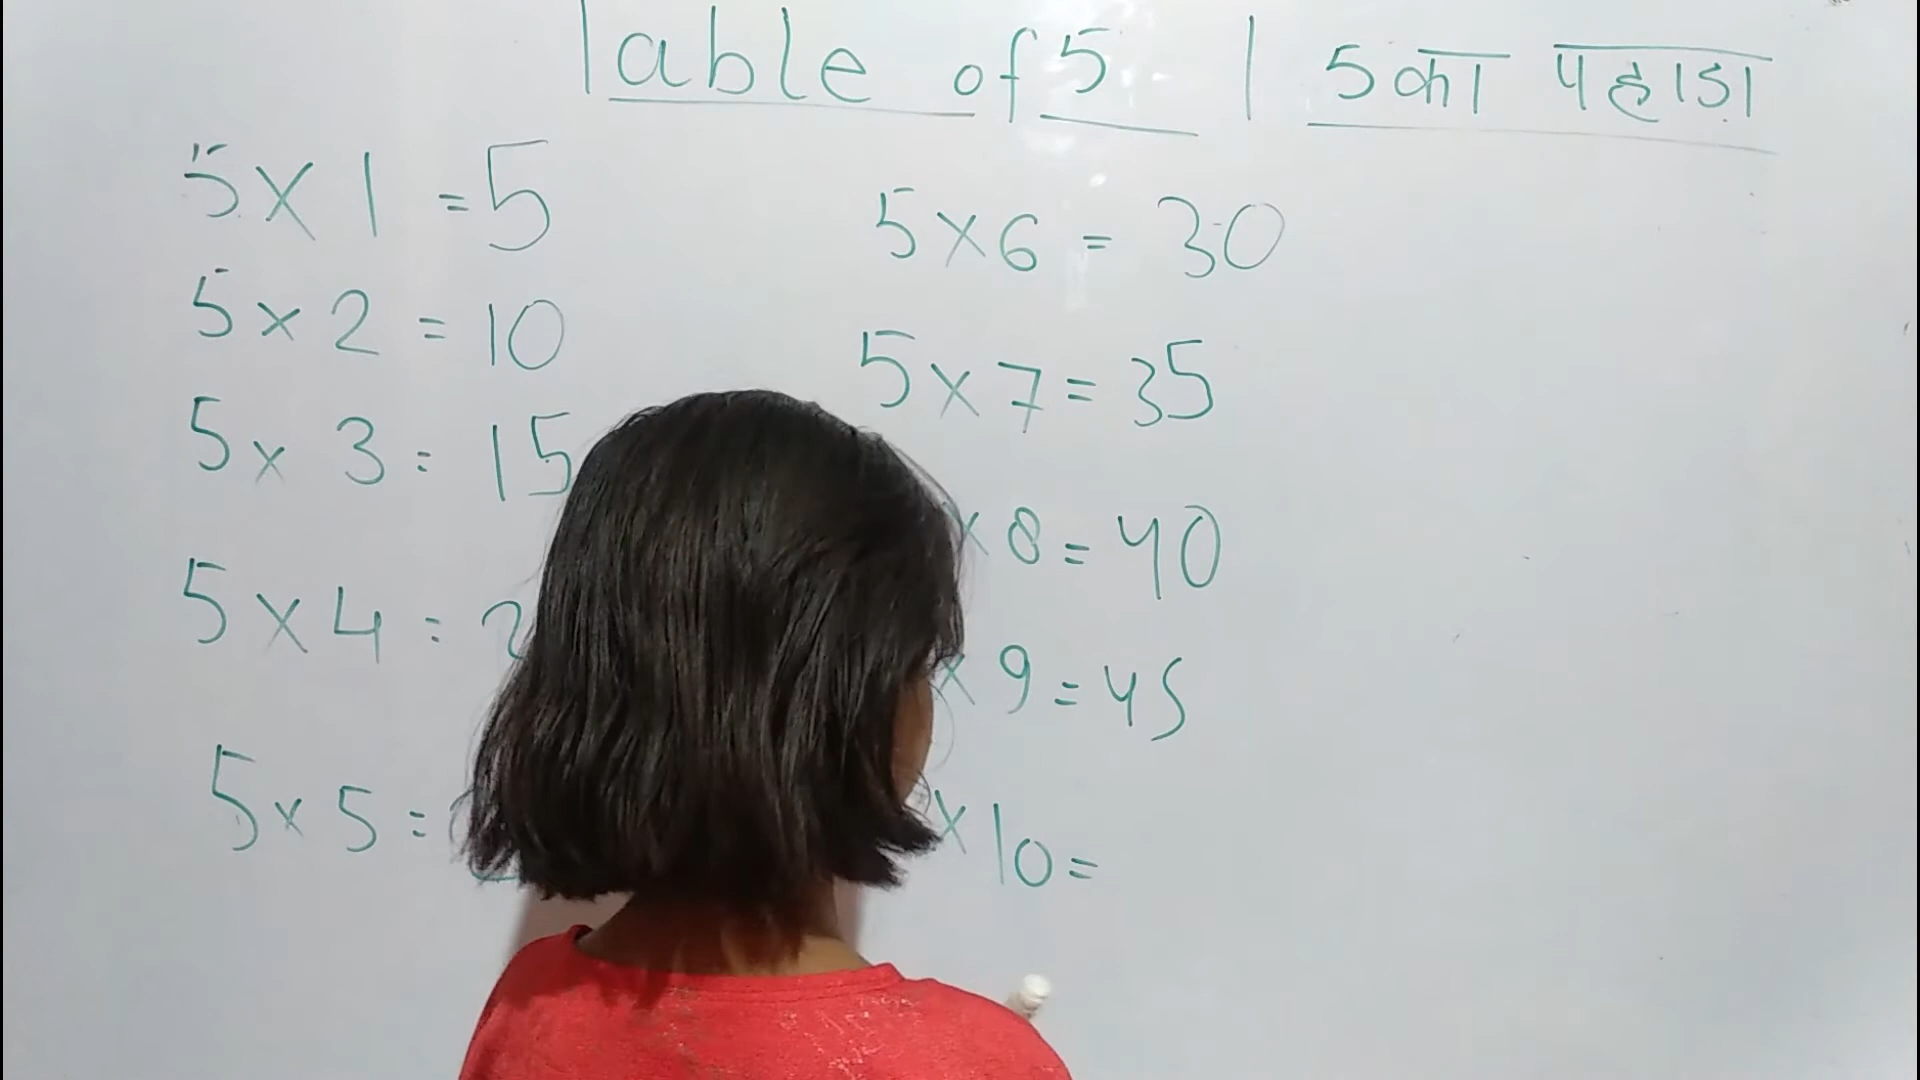 Table of 5 | 5 का पहाड़ा
5 × 1 = 5
5 × 2 = 10
5 × 3 = 15
5 × 4 = 2
5 × 5 =
5 × 6 = 30
5 × 7 = 35
× 8 = 40
× 9 = 45
× 10 =